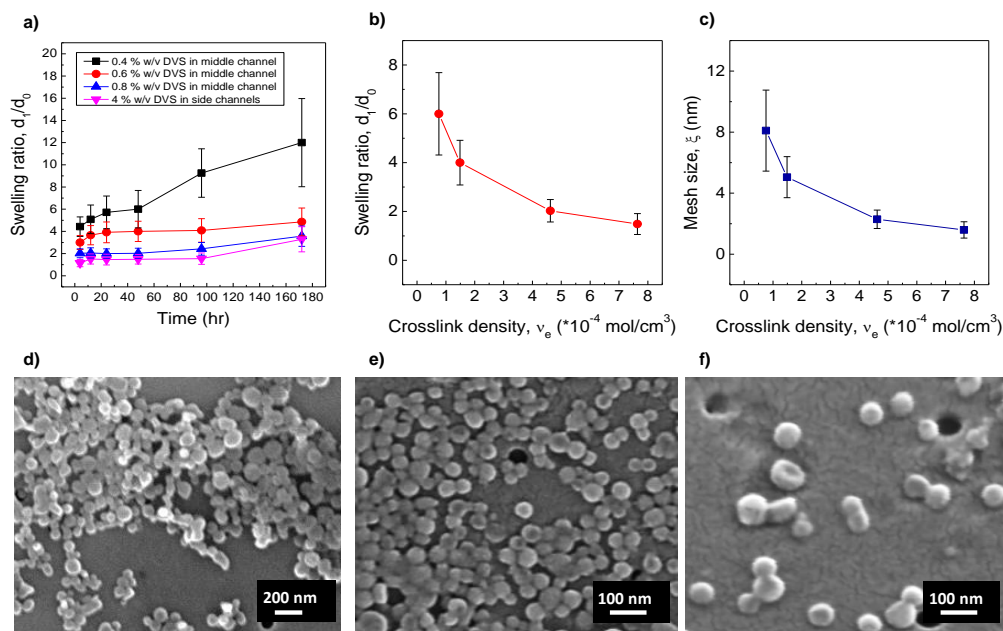 a)
Swelling ratio, d1/d0
20
18
16
14
12
10
8
6
4
2
0
0.4 % w/v DVS in middle channel
0.6 % w/v DVS in middle channel
0.8 % w/v DVS in middle channel
4 % w/v DVS in side channels
0 20 40 60 80 100 120 140 160 180
Time (hr)
b)
Swelling ratio, d1/d0
8
6
4
2
0
0 1 2 3 4 5 6 7 8
Crosslink density, νe (*10-4 mol/cm3)
c)
Mesh size, ξ (nm)
12
8
4
0
0 1 2 3 4 5 6 7 8
Crosslink density, νe (*10-4 mol/cm3)
d)
200 nm
e)
100 nm
f)
100 nm